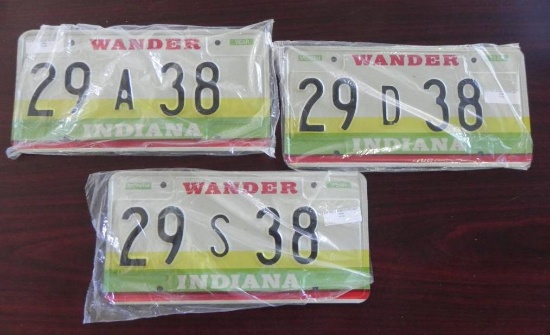 WANDER
29 A 38
INDIANA
WANDER
29 D 38
INDIANA
WANDER
29 S 38
INDIANA